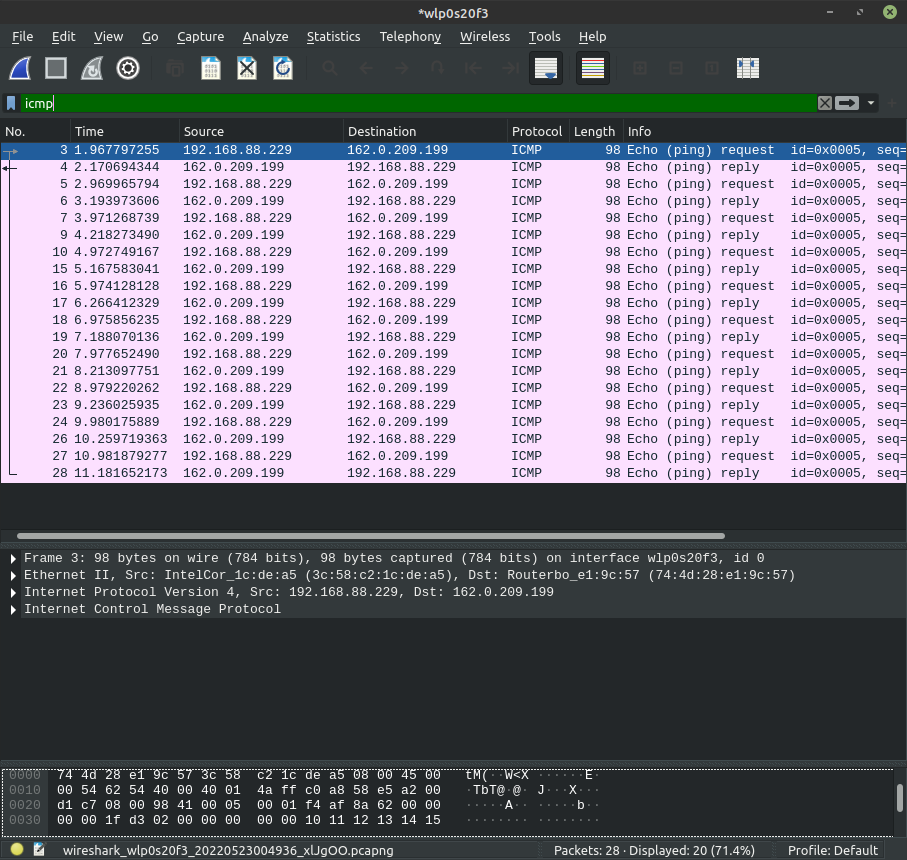 *wlp0s20f3
File Edit View Go Capture Analyze Statistics Telephony Wireless Tools Help
icmp
No. Time Source Destination Protocol Length Info
3 1.967797255 192.168.88.229 162.0.209.199 ICMP 98 Echo (ping) request id=0x0005, seq=
4 2.170694344 162.0.209.199 192.168.88.229 ICMP 98 Echo (ping) reply id=0x0005, seq=
5 2.969965794 192.168.88.229 162.0.209.199 ICMP 98 Echo (ping) request id=0x0005, seq=
6 3.193973606 162.0.209.199 192.168.88.229 ICMP 98 Echo (ping) reply id=0x0005, seq=
7 3.971268739 192.168.88.229 162.0.209.199 ICMP 98 Echo (ping) request id=0x0005, seq=
9 4.218273490 162.0.209.199 192.168.88.229 ICMP 98 Echo (ping) reply id=0x0005, seq=
10 4.972749167 192.168.88.229 162.0.209.199 ICMP 98 Echo (ping) request id=0x0005, seq=
15 5.167583041 162.0.209.199 192.168.88.229 ICMP 98 Echo (ping) reply id=0x0005, seq=
16 5.974128128 192.168.88.229 162.0.209.199 ICMP 98 Echo (ping) request id=0x0005, seq=
17 6.266412329 162.0.209.199 192.168.88.229 ICMP 98 Echo (ping) reply id=0x0005, seq=
18 6.975856235 192.168.88.229 162.0.209.199 ICMP 98 Echo (ping) request id=0x0005, seq=
19 7.188070136 162.0.209.199 192.168.88.229 ICMP 98 Echo (ping) reply id=0x0005, seq=
20 7.977652490 192.168.88.229 162.0.209.199 ICMP 98 Echo (ping) request id=0x0005, seq=
21 8.213097751 162.0.209.199 192.168.88.229 ICMP 98 Echo (ping) reply id=0x0005, seq=
22 8.979220262 192.168.88.229 162.0.209.199 ICMP 98 Echo (ping) request id=0x0005, seq=
23 9.236025935 162.0.209.199 192.168.88.229 ICMP 98 Echo (ping) reply id=0x0005, seq=
24 9.980175889 192.168.88.229 162.0.209.199 ICMP 98 Echo (ping) request id=0x0005, seq=
26 10.259719363 162.0.209.199 192.168.88.229 ICMP 98 Echo (ping) reply id=0x0005, seq=
27 10.981879277 192.168.88.229 162.0.209.199 ICMP 98 Echo (ping) request id=0x0005, seq=
28 11.181652173 162.0.209.199 192.168.88.229 ICMP 98 Echo (ping) reply id=0x0005, seq=
Frame 3: 98 bytes on wire (784 bits), 98 bytes captured (784 bits) on interface wlp0s20f3, id 0
Ethernet II, Src: IntelCor_1c:de:a5 (3c:58:c2:1c:de:a5), Dst: Routerbo_e1:9c:57 (74:4d:28:e1:9c:57)
Internet Protocol Version 4, Src: 192.168.88.229, Dst: 162.0.209.199
Internet Control Message Protocol
0000 74 4d 28 e1 9c 57 3c 58 c2 1c de a5 08 00 45 00 tM(··W<X ······E·
0010 00 54 62 54 40 00 40 01 4a ff c0 a8 58 e5 a2 00 ·TbT@·@· J···X···
0020 d1 c7 08 00 98 41 00 05 00 01 f4 af 8a 62 00 00 ·····A·· ·····b··
0030 00 00 1f d3 02 00 00 00 00 00 10 11 12 13 14 15 ········ ········
wireshark_wlp0s20f3_20220523004936_xlJgOO.pcapng Packets: 28 · Displayed: 20 (71.4%) Profile: Default